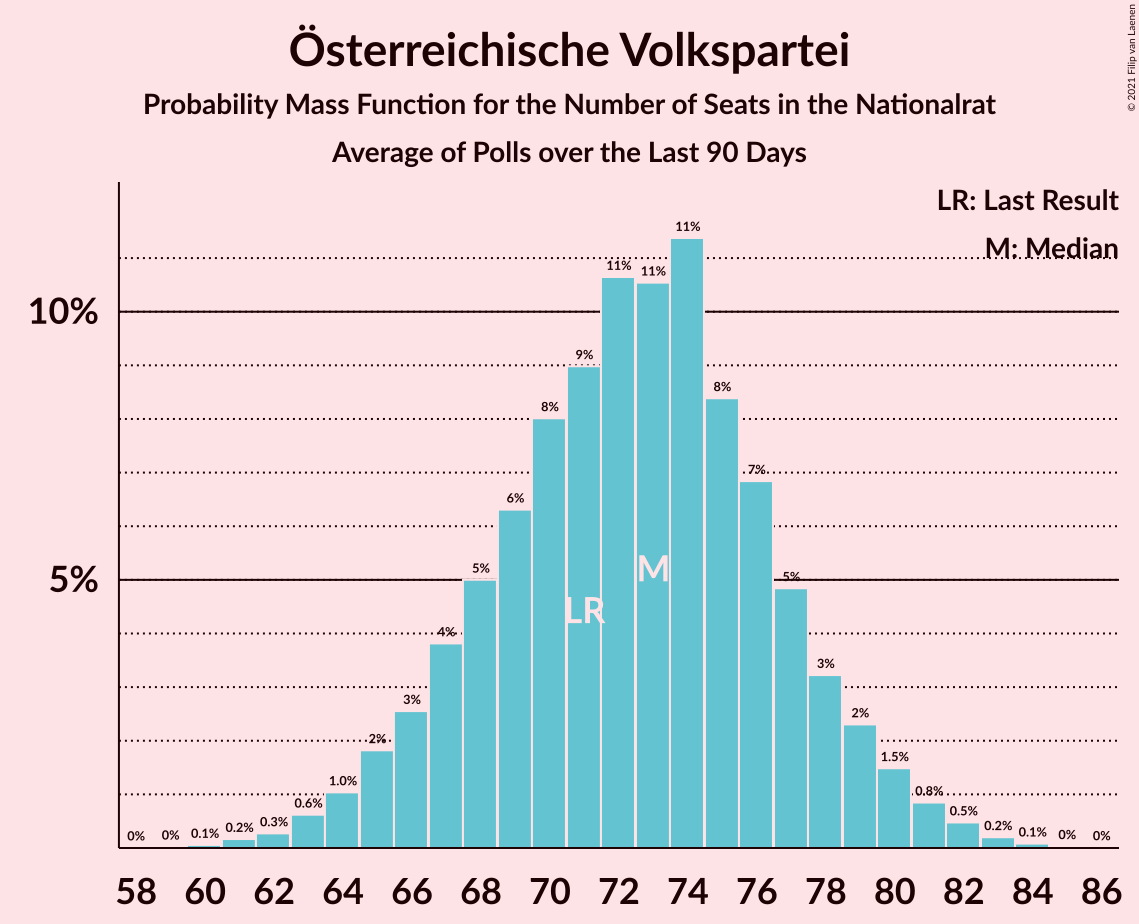 Österreichische Volkspartei
Probability Mass Function for the Number of Seats in the Nationalrat
Average of Polls over the Last 90 Days
© 2021 Filip van Laenen
LR: Last Result
M: Median
10%
5%
0% 0% 0.1% 0.2% 0.3% 0.6% 1.0% 2% 3% 4% 5% 6% 8% 9% 11% 11% 11% 8% 7% 5% 3% 2% 1.5% 0.8% 0.5% 0.2% 0.1% 0% 0%
LR M
58 60 62 64 66 68 70 72 74 76 78 80 82 84 86